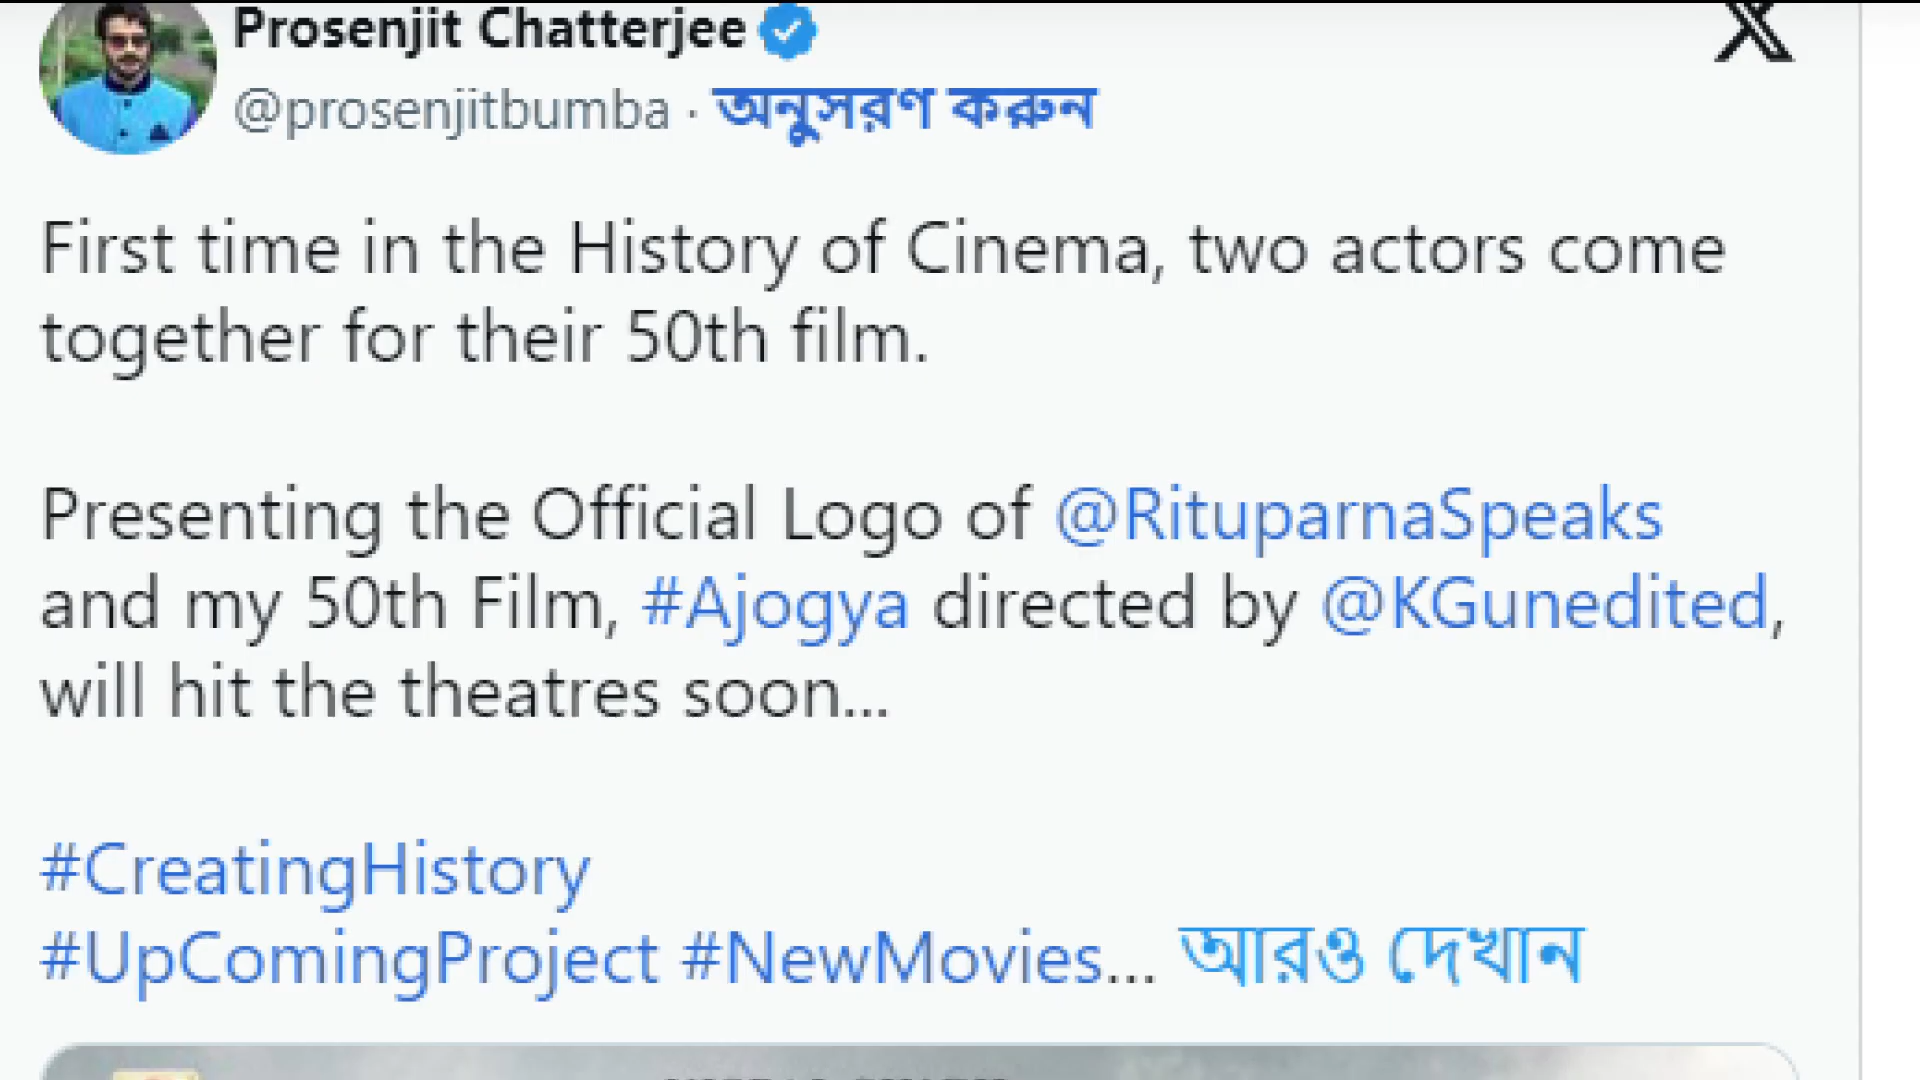 Prosenjit Chatterjee
@prosenjitbumba · অনুসরণ করুন
First time in the History of Cinema, two actors come
together for their 50th film.
Presenting the Official Logo of @RituparnaSpeaks
and my 50th Film, #Ajogya directed by @KGunedited,
will hit the theatres soon...
#CreatingHistory
#UpComingProject #NewMovies... আরও দেখান